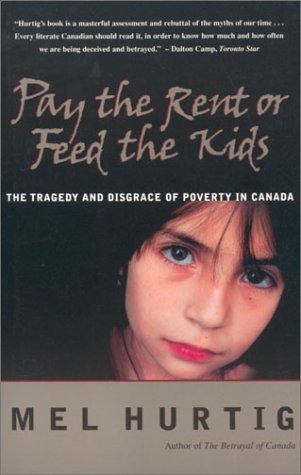 "Hurtig's book is a masterful assessment and rebuttal of the myths of our time . . .
Every literate Canadian should read it, in order to know how much and how often
we are being deceived and betrayed." – Dalton Camp, Toronto Star
Pay the Rent or
Feed the Kids
THE TRAGEDY AND DISGRACE OF POVERTY IN CANADA
MEL HURTIG
Author of The Betrayal of Canada